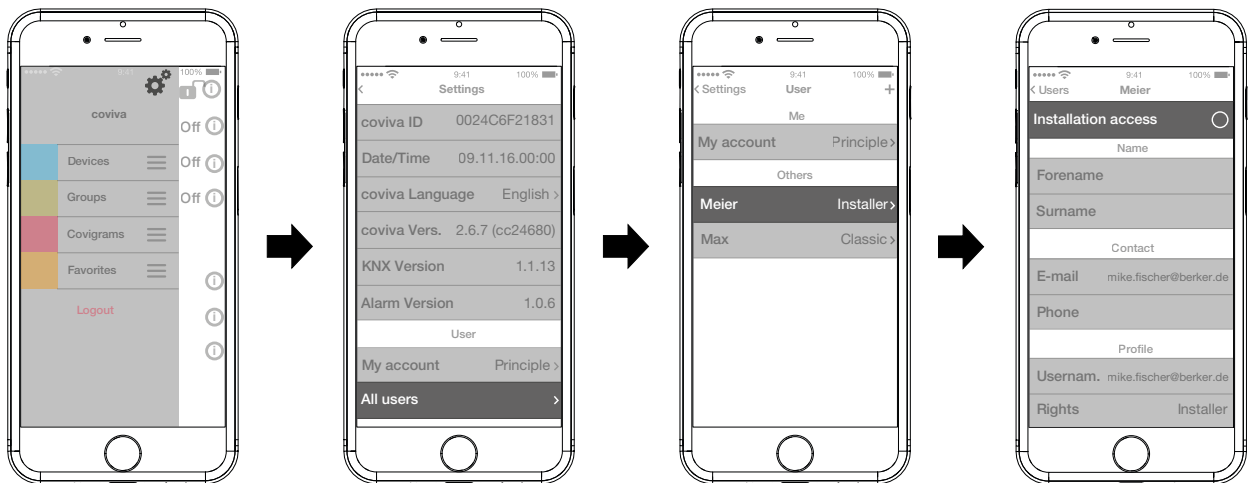 9:41 100%
coviva
Off
Devices Off
Groups Off
Covigrams
Favorites
Logout
9:41 100%
< Settings
coviva ID 0024C6F21831
Date/Time 09.11.16.00:00
coviva Language English >
coviva Vers. 2.6.7 (cc24680)
KNX Version 1.1.13
Alarm Version 1.0.6
User
My account Principle >
All users >
9:41 100%
< Settings User +
Me
My account Principle >
Others
Meier Installer >
Max Classic >
9:41 100%
< Users Meier
Installation access
Name
Forename
Surname
Contact
E-mail mike.fischer@berker.de
Phone
Profile
Usernam. mike.fischer@berker.de
Rights Installer